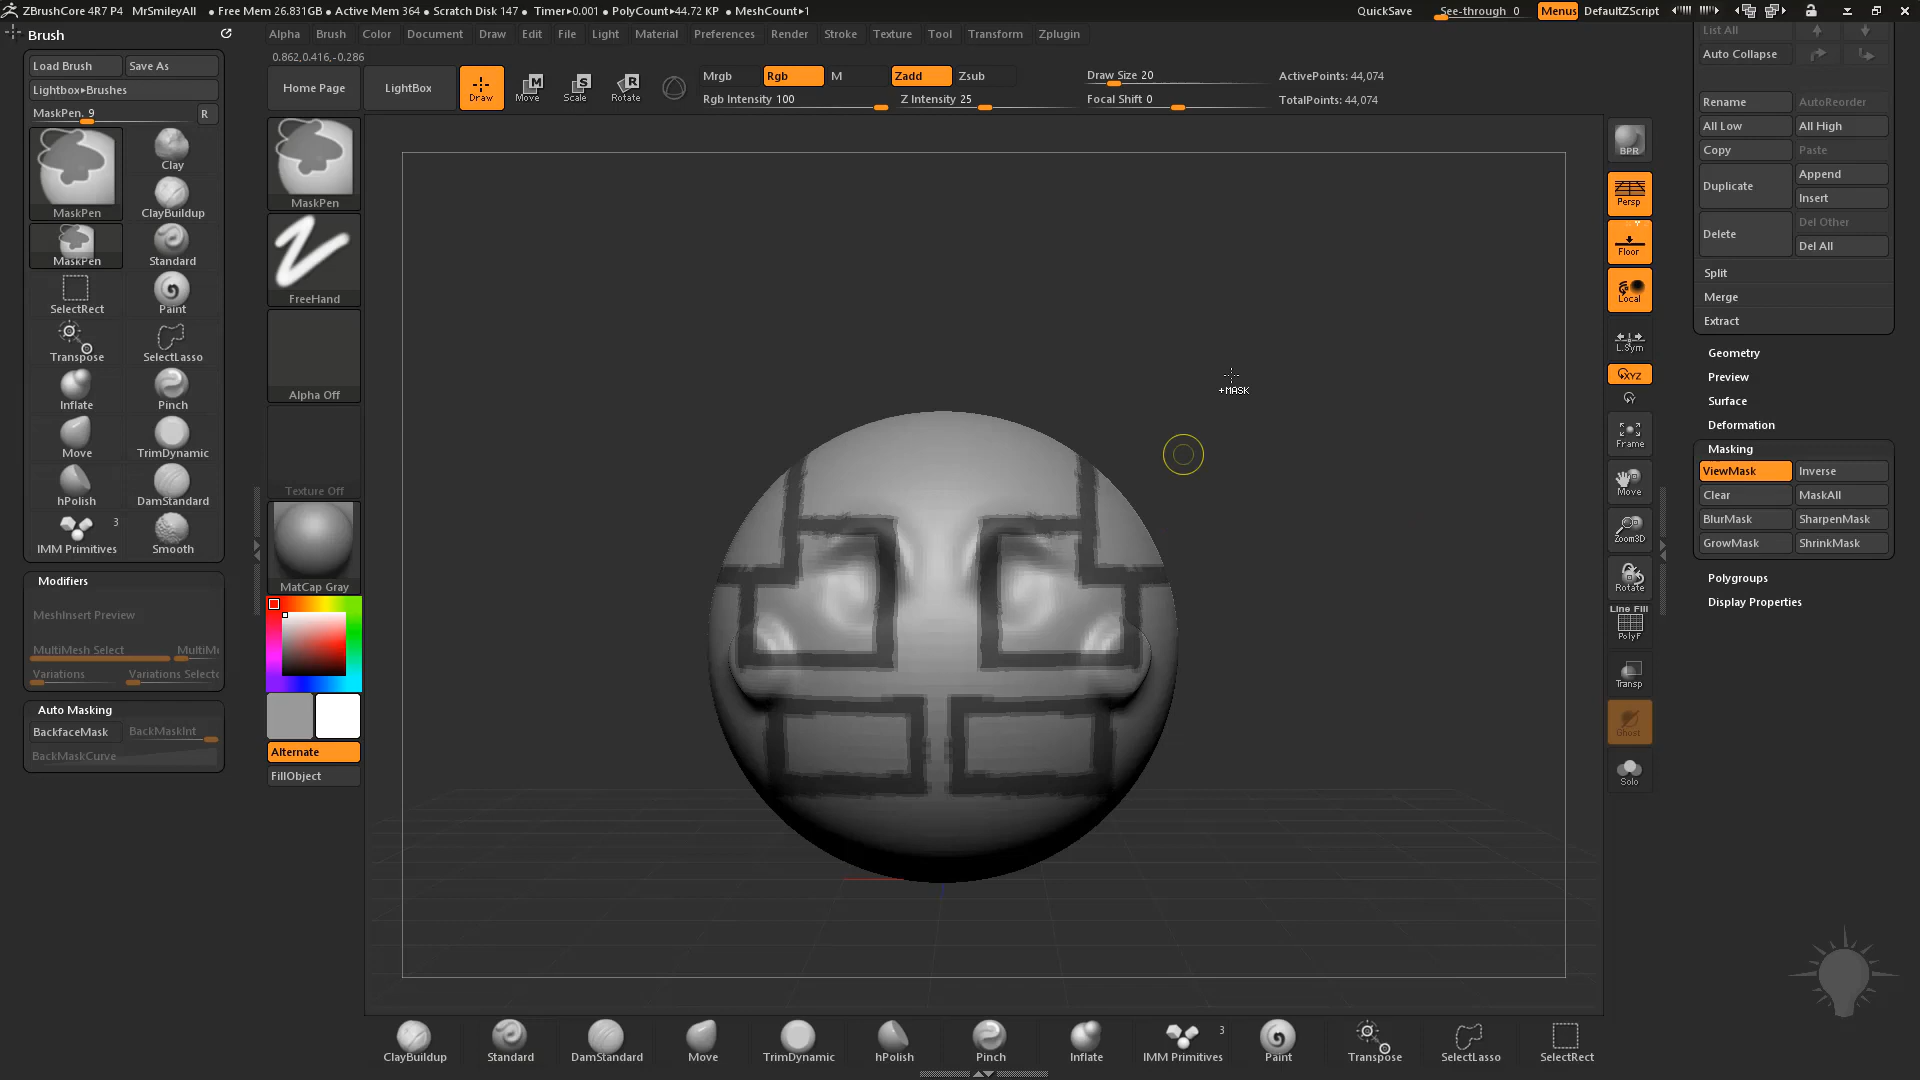 ZBrushCore 4R7 P4 MrSmileyAll • Free Mem 26.831GB • Active Mem 364 • Scratch Disk 147 • Timer▸0.001 • PolyCount▸44.72 KP • MeshCount▸1 QuickSave See-through 0 Menus DefaultZScript
Brush
Alpha Brush Color Document Draw Edit File Light Material Preferences Render Stroke Texture Tool Transform Zplugin
0.862,0.416,-0.286
Load Brush Save As
Lightbox▸Brushes
MaskPen. 9 R
MaskPen
Clay
ClayBuildup
MaskPen
Standard
SelectRect
Paint
Transpose
SelectLasso
Inflate
Pinch
Move
TrimDynamic
hPolish
DamStandard
IMM Primitives 3
Smooth
Modifiers
MeshInsert Preview
MultiMesh Select MultiMe
Variations Variations Selecto
Auto Masking
BackfaceMask BackMaskInt
BackMaskCurve
Home Page LightBox Draw Move Scale Rotate
Mrgb Rgb M Zadd Zsub
Rgb Intensity 100 Z Intensity 25
Draw Size 20
Focal Shift 0
ActivePoints: 44,074
TotalPoints: 44,074
MaskPen
FreeHand
Alpha Off
Texture Off
MatCap Gray
Alternate
FillObject
+MASK
BPR
Persp
Floor
Local
L.Sym
XYZ
Y
Frame
Move
Zoom3D
Rotate
Line Fill
PolyF
Transp
Ghost
Solo
List All
Auto Collapse
Rename AutoReorder
All Low All High
Copy Paste
Duplicate Append
Insert
Delete Del Other
Del All
Split
Merge
Extract
Geometry
Preview
Surface
Deformation
Masking
ViewMask Inverse
Clear MaskAll
BlurMask SharpenMask
GrowMask ShrinkMask
Polygroups
Display Properties
ClayBuildup Standard DamStandard Move TrimDynamic hPolish Pinch Inflate IMM Primitives 3 Paint Transpose SelectLasso SelectRect